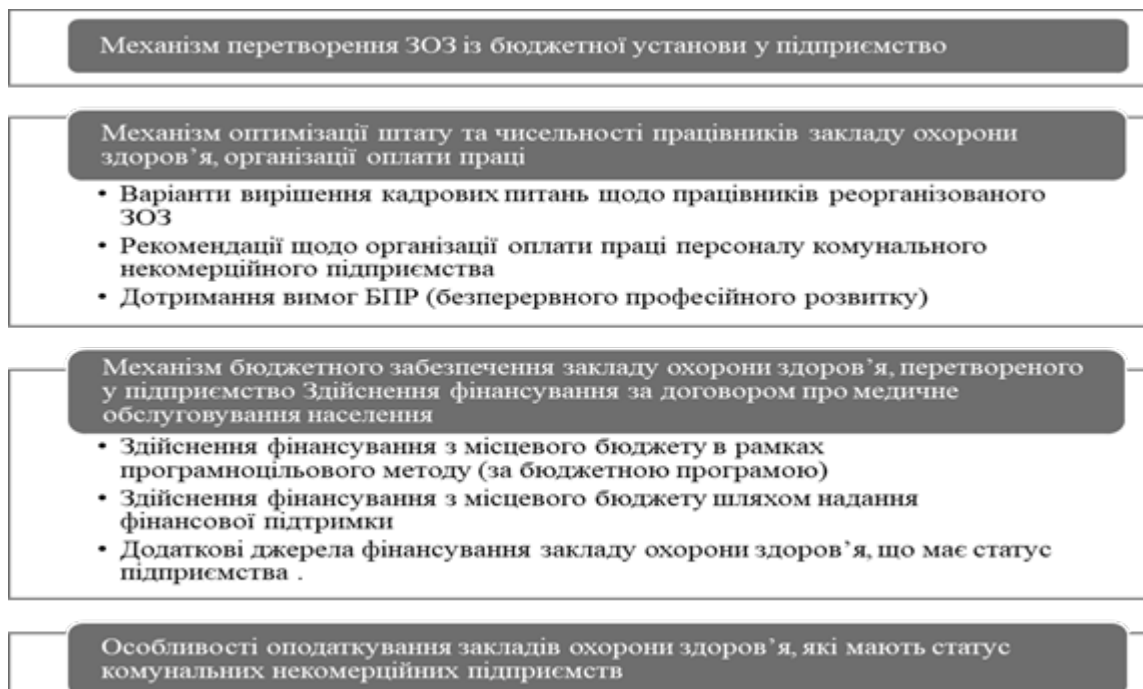 Механізм перетворення ЗОЗ із бюджетної установи у підприємство
Механізм оптимізації штату та чисельності працівників закладу охорони
здоров’я, організації оплати праці
• Варіанти вирішення кадрових питань щодо працівників реорганізованого
ЗОЗ
• Рекомендації щодо організації оплати праці персоналу комунального
некомерційного підприємства
• Дотримання вимог БПР (безперервного професійного розвитку)
Механізм бюджетного забезпечення закладу охорони здоров’я, перетвореного
у підприємство Здійснення фінансування за договором про медичне
обслуговування населення
• Здійснення фінансування з місцевого бюджету в рамках
програмноцільового методу (за бюджетною програмою)
• Здійснення фінансування з місцевого бюджету шляхом надання
фінансової підтримки
• Додаткові джерела фінансування закладу охорони здоров’я, що має статус
підприємства .
Особливості оподаткування закладів охорони здоров’я, які мають статус
комунальних некомерційних підприємств